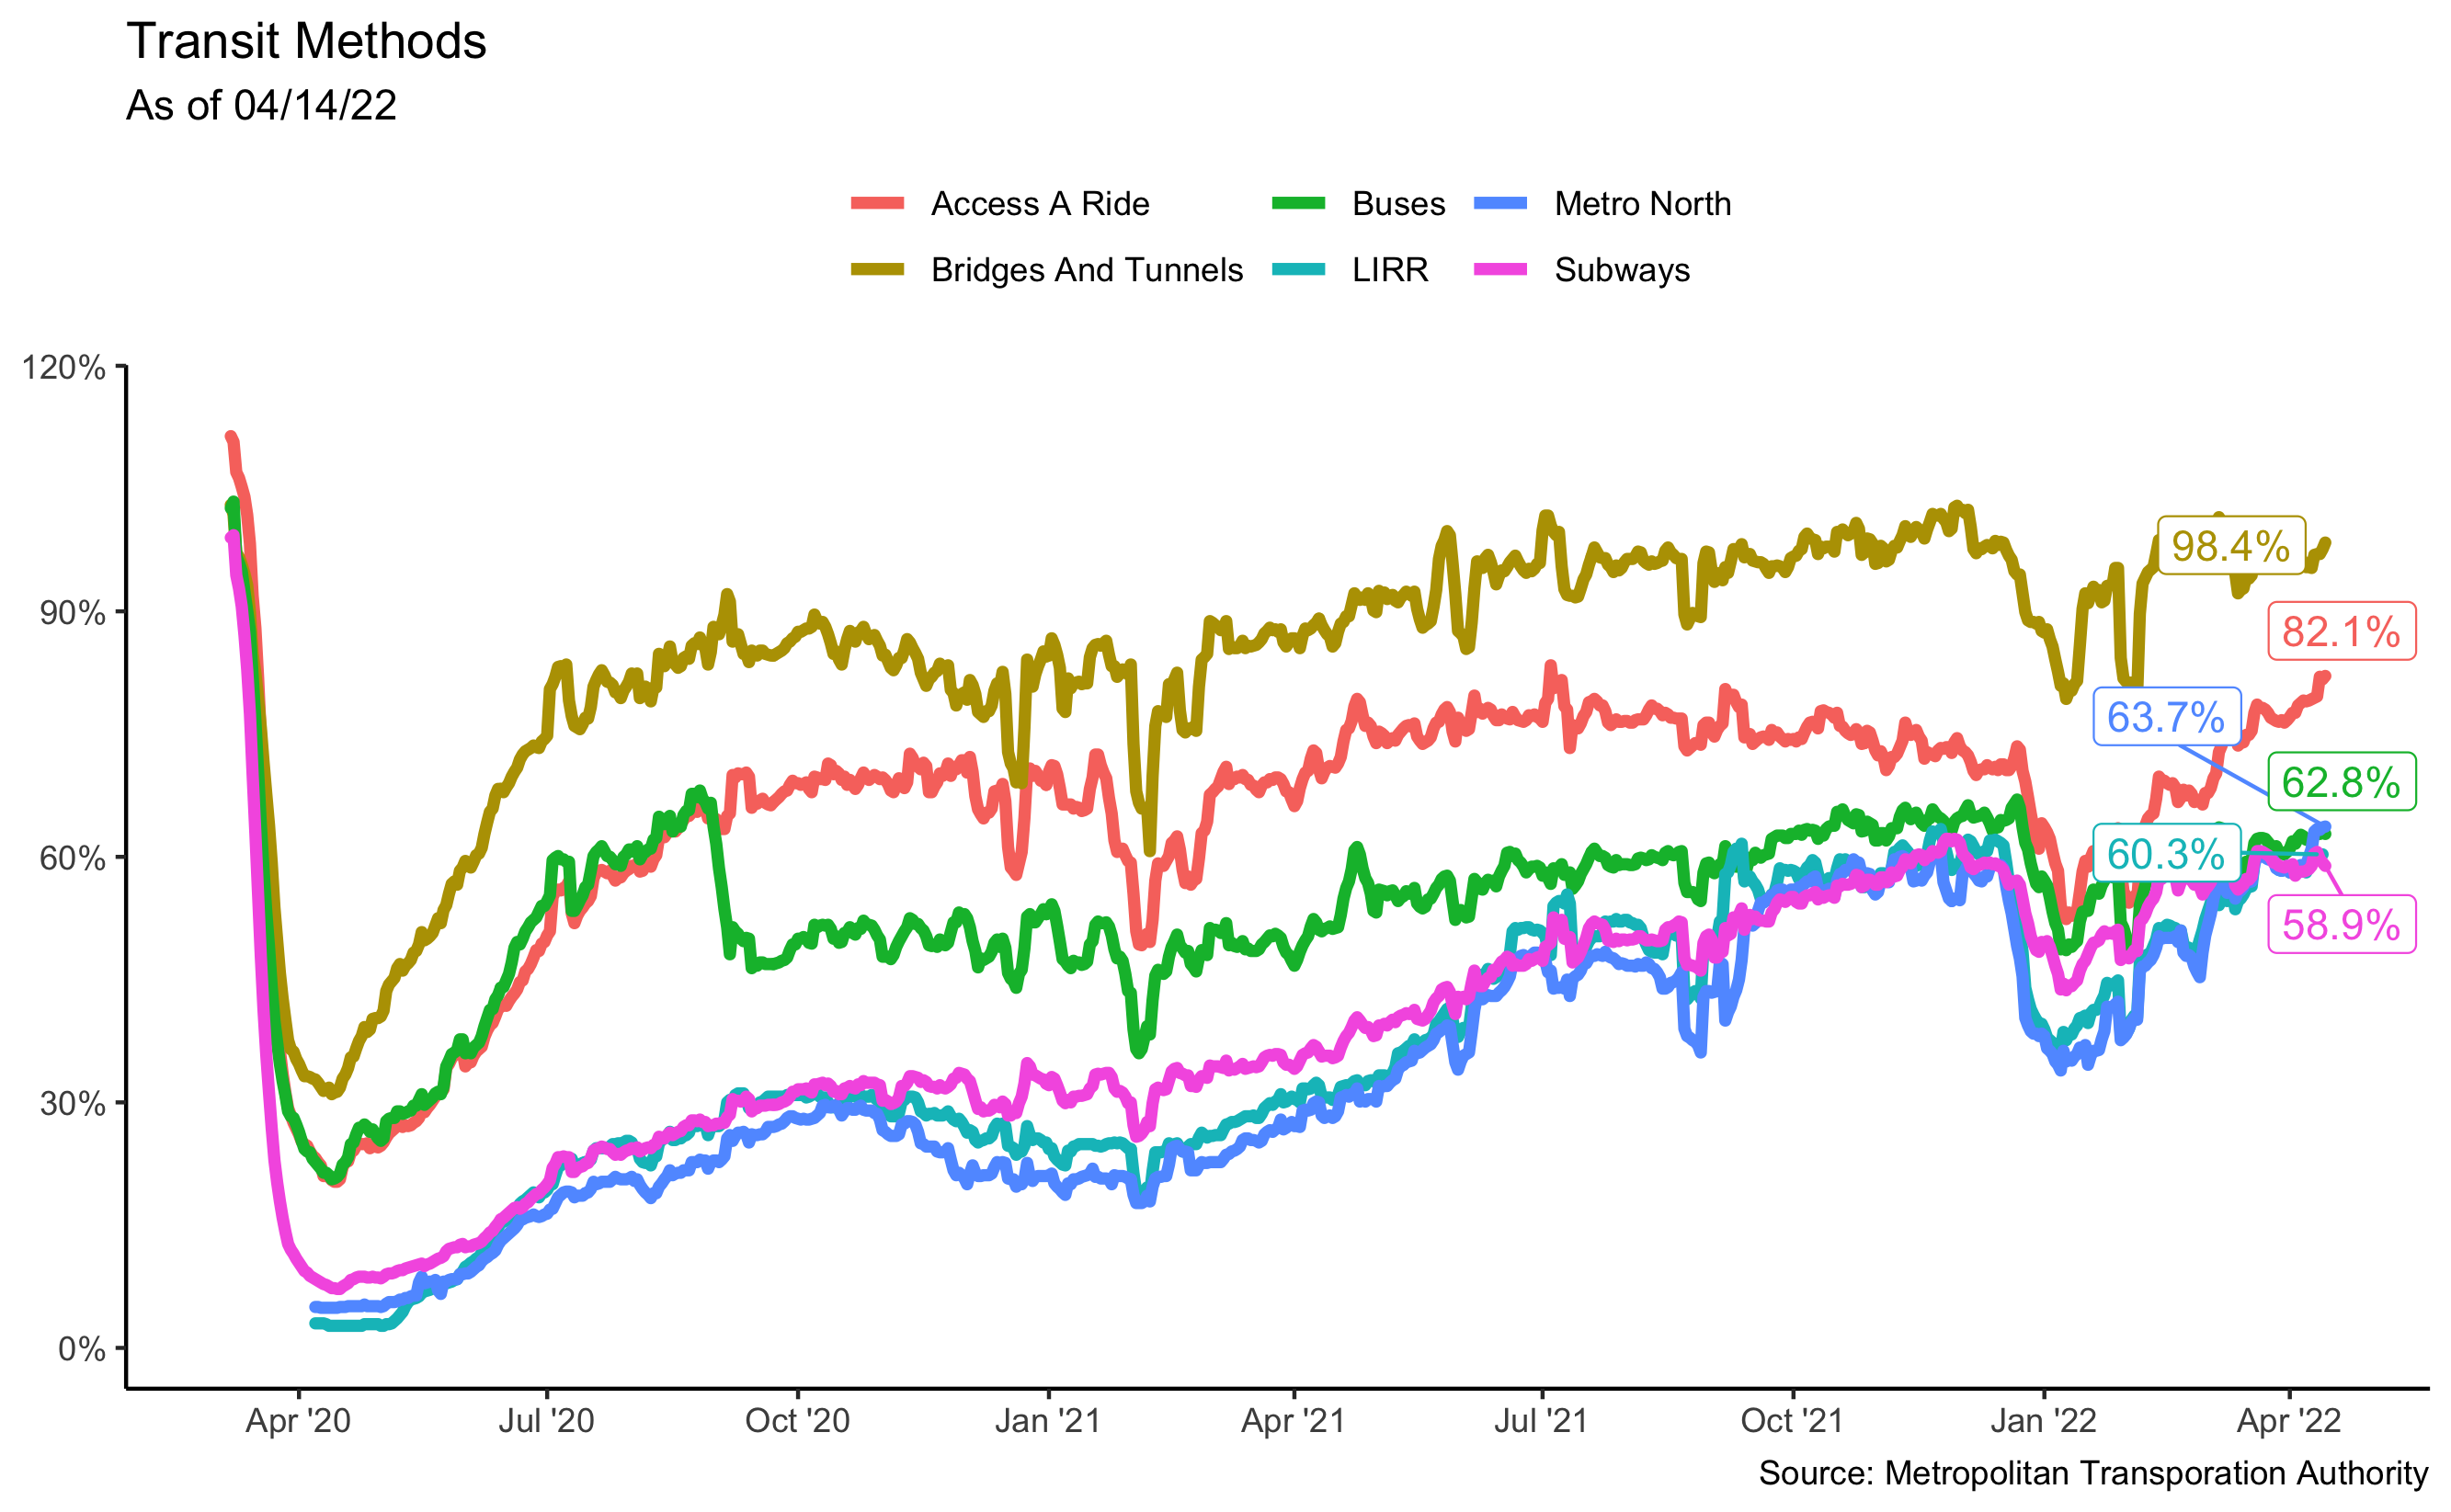 Transit Methods
As of 04/14/22
Access A Ride
Buses
Metro North
Bridges And Tunnels
LIRR
Subways
120%
90%
60%
30%
0%
98.4%
82.1%
63.7%
62.8%
60.3%
58.9%
Apr '20
Jul '20
Oct '20
Jan '21
Apr '21
Jul '21
Oct '21
Jan '22
Apr '22
Source: Metropolitan Transporation Authority